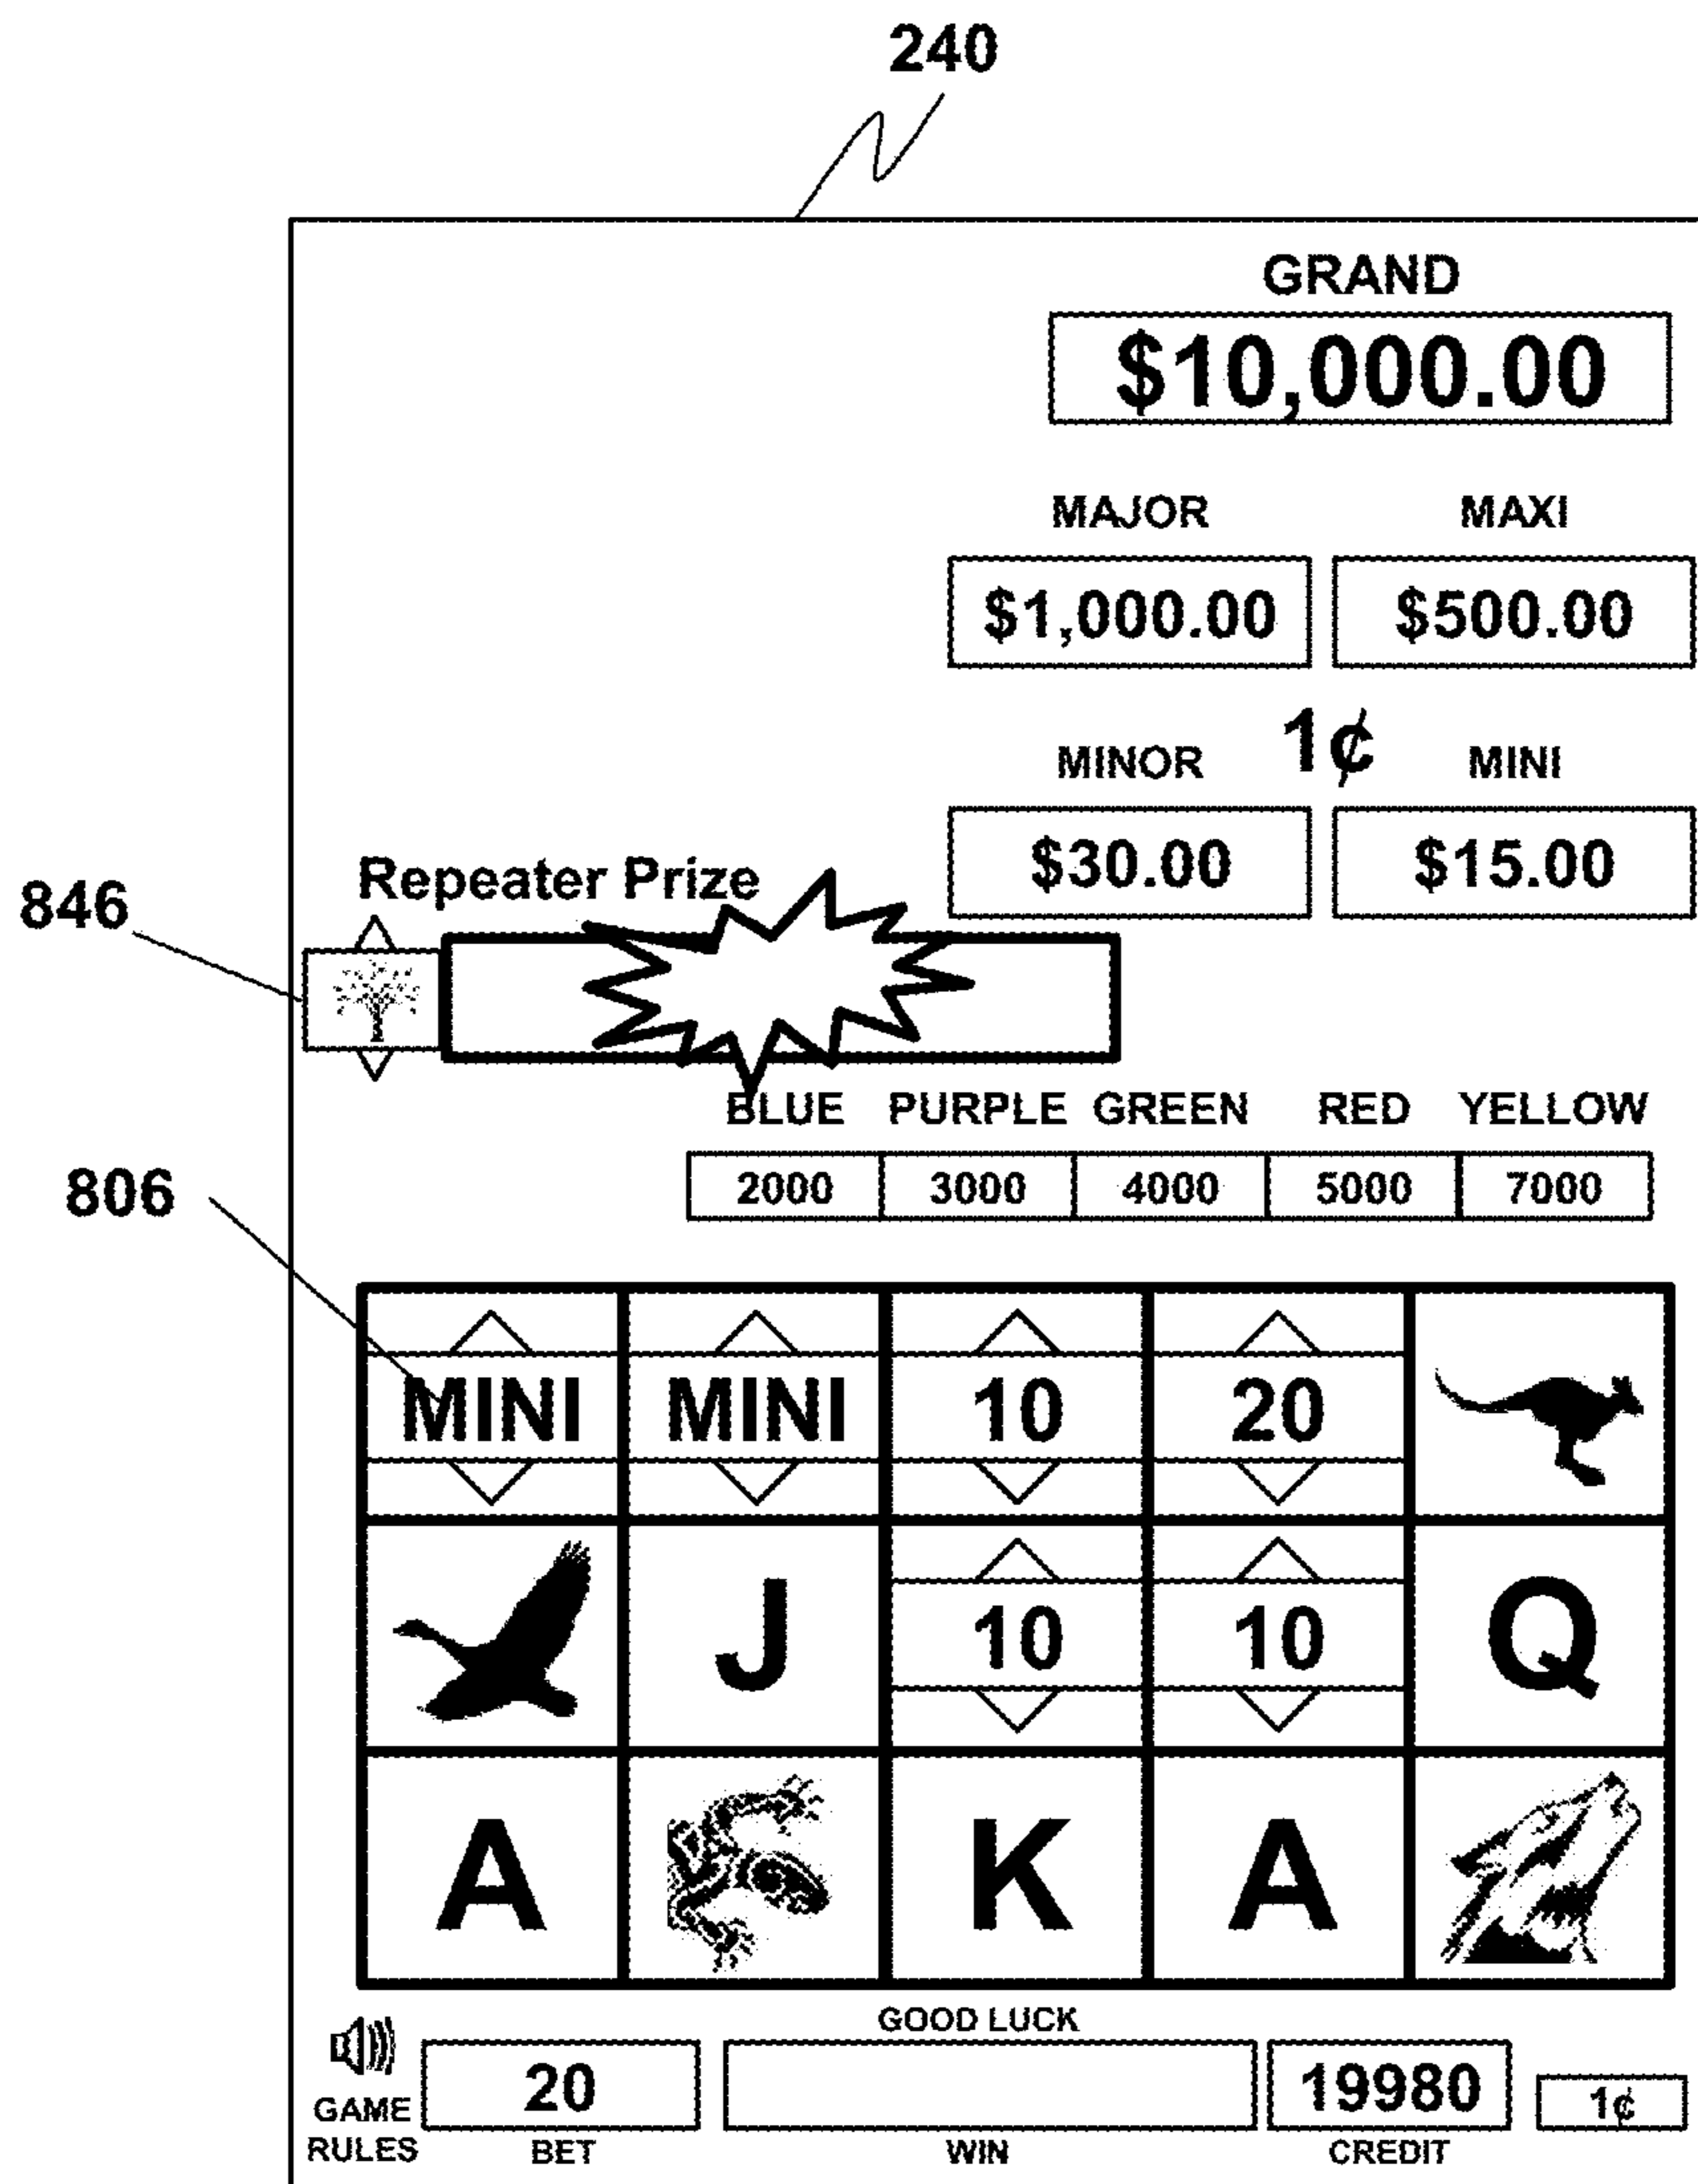 240
GRAND
$10,000.00
MAJOR MAXI
$1,000.00 $500.00
1¢
MINOR MINI
$30.00 $15.00
Repeater Prize
846
BLUE PURPLE GREEN RED YELLOW
2000 3000 4000 5000 7000
806
MINI MINI 10 20
J 10 10 Q
A K A
GOOD LUCK
20 19980 1¢
GAME RULES BET WIN CREDIT